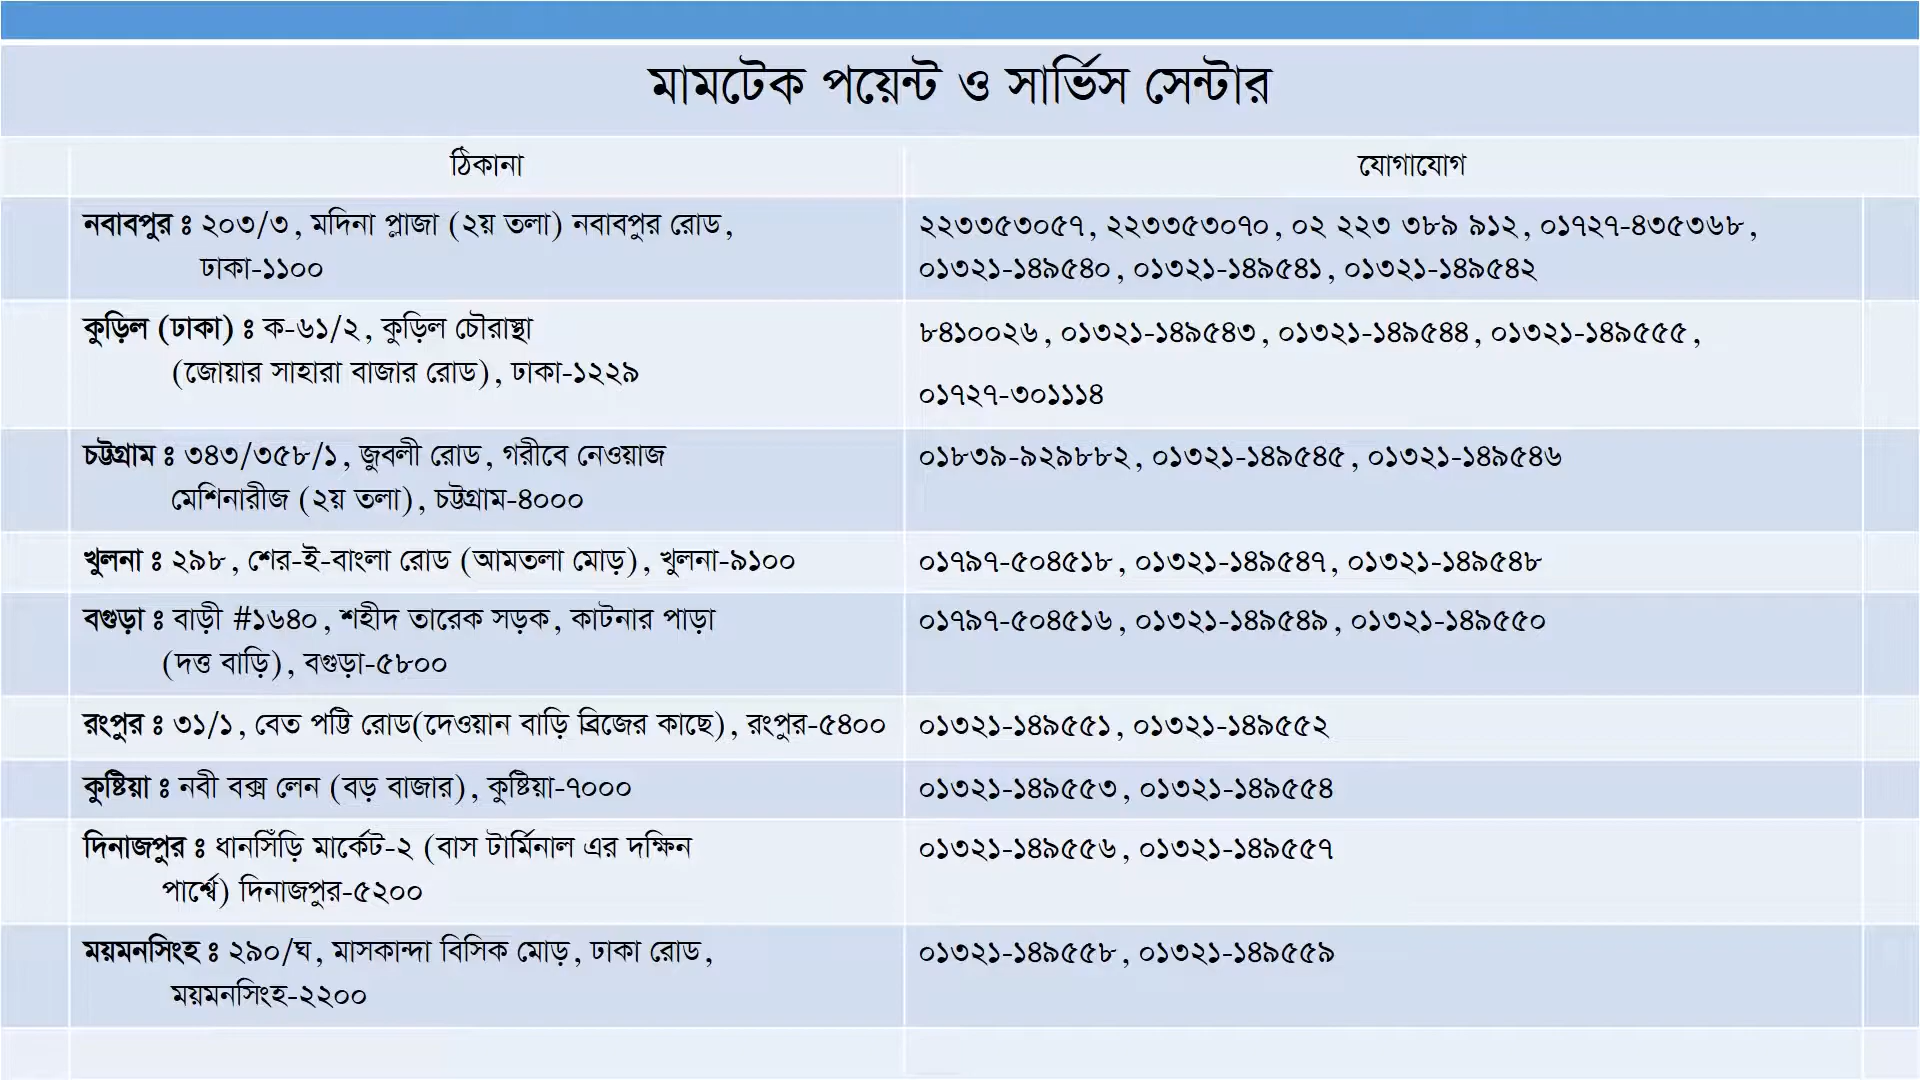 মামটেক পয়েন্ট ও সার্ভিস সেন্টার
ঠিকানা
যোগাযোগ
নবাবপুর ঃ ২০৩/৩, মদিনা প্লাজা (২য় তলা) নবাবপুর রোড,
ঢাকা-১১০০
২২৩৩৫৩০৫৭, ২২৩৩৫৩০৭০, ০২ ২২৩ ৩৮৯ ৯১২, ০১৭২৭-৪৩৫৩৬৮,
০১৩২১-১৪৯৫৪০, ০১৩২১-১৪৯৫৪১, ০১৩২১-১৪৯৫৪২
কুড়িল (ঢাকা) ঃ ক-৬১/২, কুড়িল চৌরাস্থা
(জোয়ার সাহারা বাজার রোড), ঢাকা-১২২৯
৮৪১০০২৬, ০১৩২১-১৪৯৫৪৩, ০১৩২১-১৪৯৫৪৪, ০১৩২১-১৪৯৫৫৫,
০১৭২৭-৩০১১১৪
চট্টগ্রাম ঃ ৩৪৩/৩৫৮/১, জুবলী রোড, গরীবে নেওয়াজ
মেশিনারীজ (২য় তলা), চট্টগ্রাম-৪০০০
০১৮৩৯-৯২৯৮৮২, ০১৩২১-১৪৯৫৪৫, ০১৩২১-১৪৯৫৪৬
খুলনা ঃ ২৯৮, শের-ই-বাংলা রোড (আমতলা মোড়), খুলনা-৯১০০
০১৭৯৭-৫০৪৫১৮, ০১৩২১-১৪৯৫৪৭, ০১৩২১-১৪৯৫৪৮
বগুড়া ঃ বাড়ী #১৬৪০, শহীদ তারেক সড়ক, কাটনার পাড়া
(দত্ত বাড়ি), বগুড়া-৫৮০০
০১৭৯৭-৫০৪৫১৬, ০১৩২১-১৪৯৫৪৯, ০১৩২১-১৪৯৫৫০
রংপুর ঃ ৩১/১, বেত পট্টি রোড(দেওয়ান বাড়ি ব্রিজের কাছে), রংপুর-৫৪০০
০১৩২১-১৪৯৫৫১, ০১৩২১-১৪৯৫৫২
কুষ্টিয়া ঃ নবী বক্স লেন (বড় বাজার), কুষ্টিয়া-৭০০০
০১৩২১-১৪৯৫৫৩, ০১৩২১-১৪৯৫৫৪
দিনাজপুর ঃ ধানসিঁড়ি মার্কেট-২ (বাস টার্মিনাল এর দক্ষিন
পার্শ্বে) দিনাজপুর-৫২০০
০১৩২১-১৪৯৫৫৬, ০১৩২১-১৪৯৫৫৭
ময়মনসিংহ ঃ ২৯০/ঘ, মাসকান্দা বিসিক মোড়, ঢাকা রোড,
ময়মনসিংহ-২২০০
০১৩২১-১৪৯৫৫৮, ০১৩২১-১৪৯৫৫৯